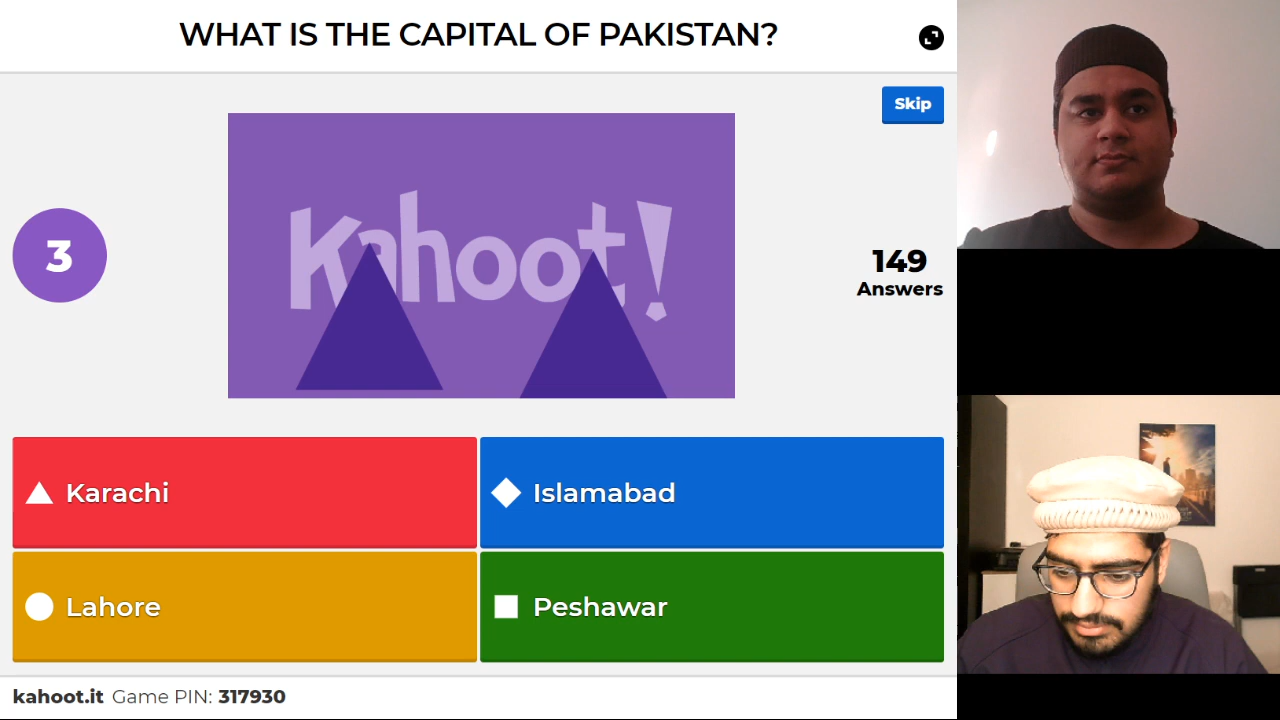 WHAT IS THE CAPITAL OF PAKISTAN?
Skip
Kahoot!
3
149
Answers
Karachi
Islamabad
Lahore
Peshawar
kahoot.it Game PIN: 317930